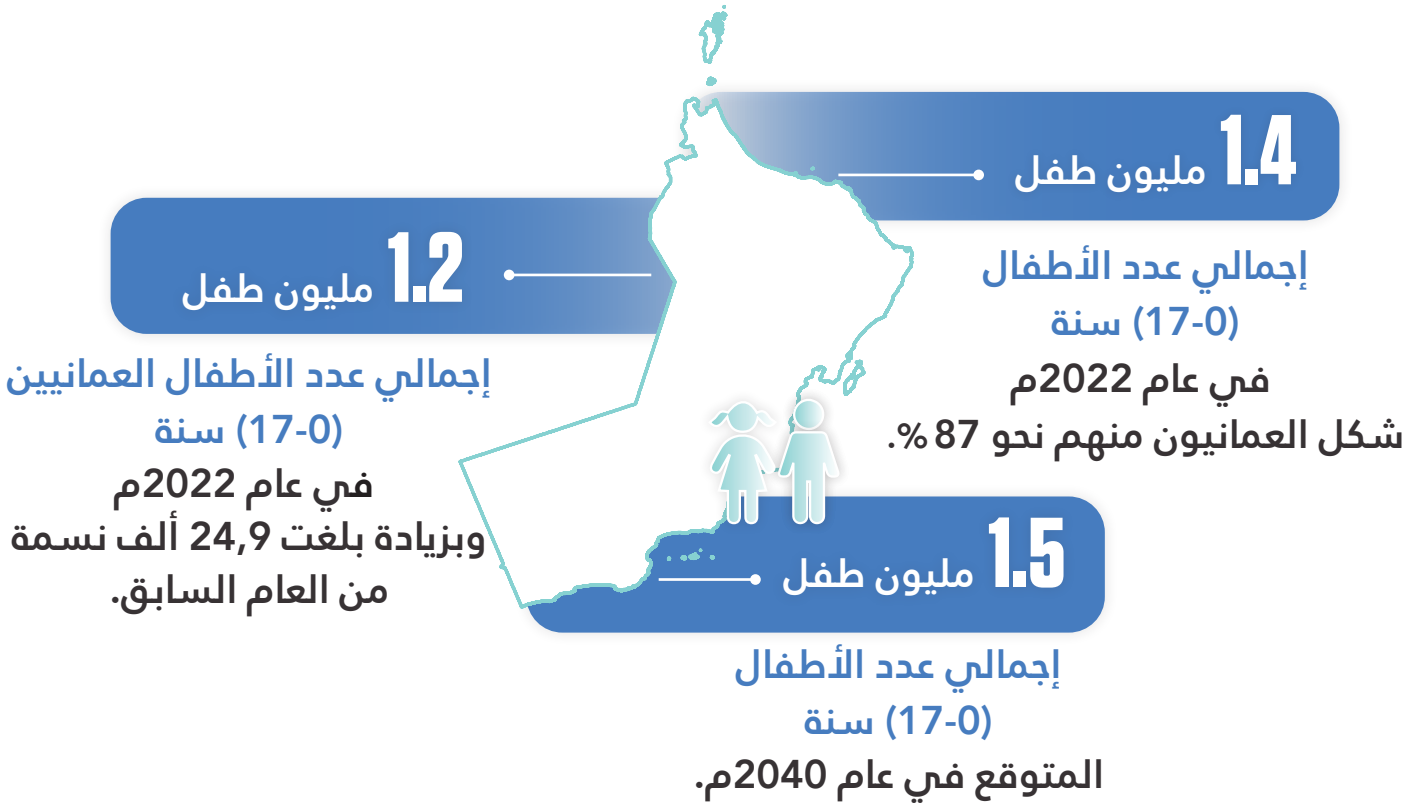 1.4 مليون طفل
إجمالي عدد الأطفال
(0-17) سنة
في عام 2022م
شكل العمانيون منهم نحو 87%.
1.2 مليون طفل
إجمالي عدد الأطفال العمانيين
(0-17) سنة
في عام 2022م
وبزيادة بلغت 24,9 ألف نسمة
من العام السابق.
1.5 مليون طفل
إجمالي عدد الأطفال
(0-17) سنة
المتوقع في عام 2040م.